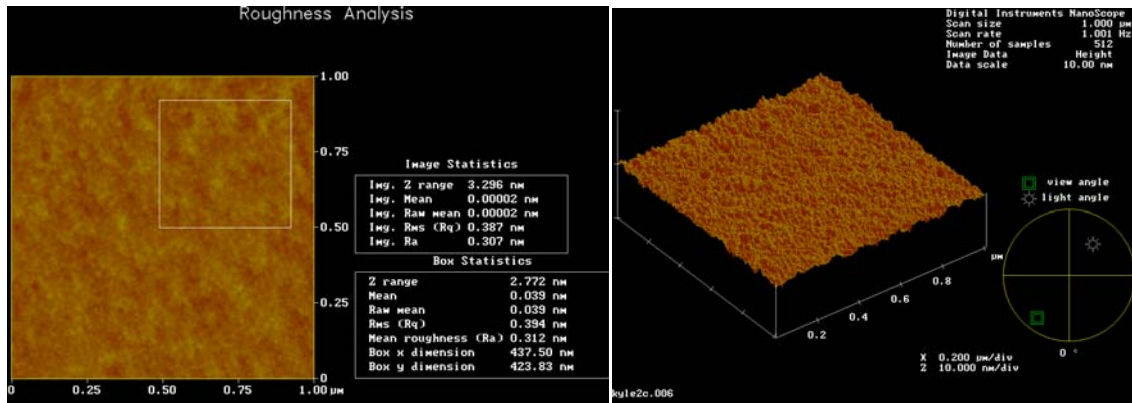 Roughness Analysis
1.00
0.75
0.50
0.25
0
0 0.25 0.50 0.75 1.00 µm
Image Statistics
Img. Z range 3.296 nm
Img. Mean 0.00002 nm
Img. Raw mean 0.00002 nm
Img. Rms (Rq) 0.387 nm
Img. Ra 0.307 nm
Box Statistics
Z range 2.772 nm
Mean 0.039 nm
Raw mean 0.039 nm
Rms (Rq) 0.394 nm
Mean roughness (Ra) 0.312 nm
Box x dimension 437.50 nm
Box y dimension 423.83 nm
Digital Instruments NanoScope
Scan size 1.000 µm
Scan rate 1.001 Hz
Number of samples 512
Image Data Height
Data scale 10.00 nm
view angle
light angle
0 °
µm
0.8
0.6
0.4
0.2
X 0.200 µm/div
Z 10.000 nm/div
kyle2c.006